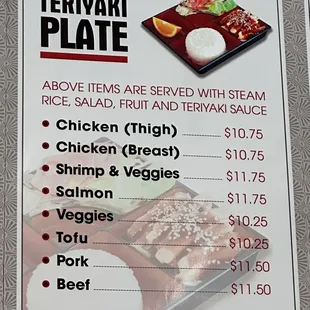 TERIYAKI
PLATE
ABOVE ITEMS ARE SERVED WITH STEAM
RICE, SALAD, FRUIT AND TERIYAKI SAUCE
• Chicken (Thigh) $10.75
• Chicken (Breast) $10.75
• Shrimp & Veggies $11.75
• Salmon $11.75
• Veggies $10.25
• Tofu $10.25
• Pork $11.50
• Beef $11.50